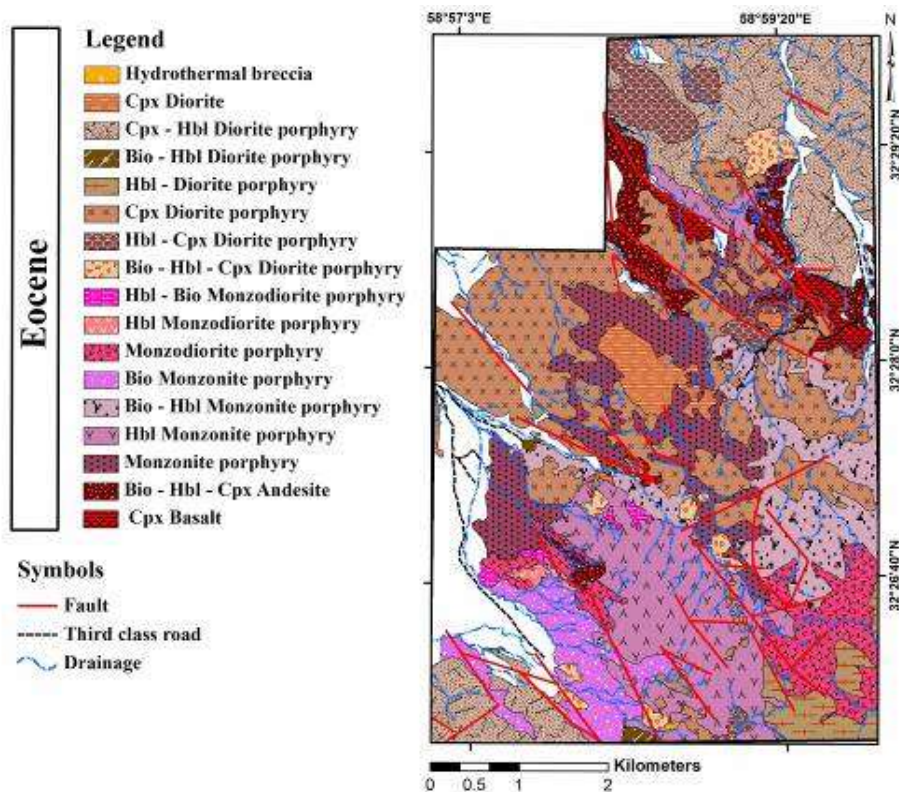 58°57'3"E
58°59'20"E
N
Legend
Eocene
Hydrothermal breccia
Cpx Diorite
Cpx - Hbl Diorite porphyry
Bio - Hbl Diorite porphyry
Hbl - Diorite porphyry
Cpx Diorite porphyry
Hbl - Cpx Diorite porphyry
Bio - Hbl - Cpx Diorite porphyry
Hbl - Bio Monzodiorite porphyry
Hbl Monzodiorite porphyry
Monzodiorite porphyry
Bio Monzonite porphyry
Bio - Hbl Monzonite porphyry
Hbl Monzonite porphyry
Monzonite porphyry
Bio - Hbl - Cpx Andesite
Cpx Basalt
Symbols
Fault
Third class road
Drainage
32°29'20"N
32°28'0"N
32°26'40"N
Kilometers
0 0.5 1 2